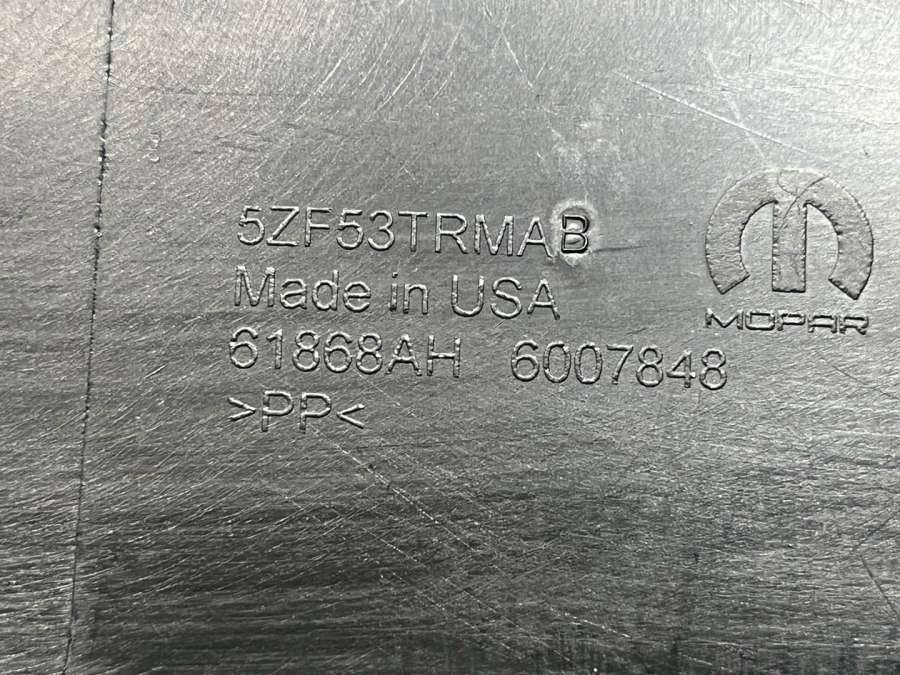 5ZF53TRMAB
Made in USA
61868AH 6007848
>PP<
MOPAR